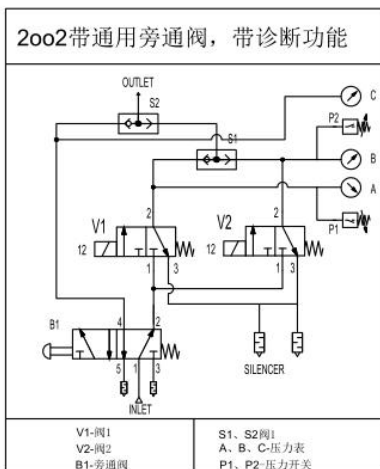 2oo2带通用旁通阀，带诊断功能
OUTLET
S2
C
P2
S1
B
A
2
2
V1
V2
P1
12
12
1
3
1
3
B1
4
2
5
1
3
SILENCER
INLET
V1-阀1
V2-阀2
B1-旁通阀
S1、S2阀1
A、B、C-压力表
P1、P2-压力开关